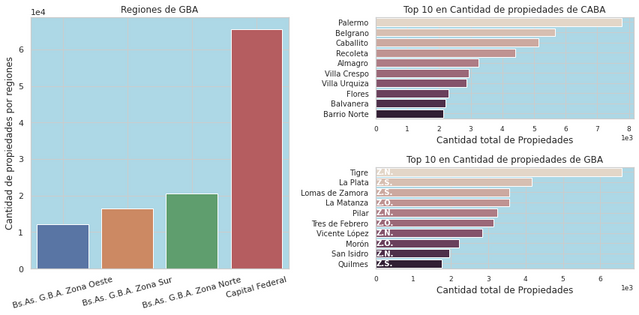 Regiones de GBA
1e4
Cantidad de propiedades por regiones
6
5
4
3
2
1
0
Bs.As. G.B.A. Zona Oeste
Bs.As. G.B.A. Zona Sur
Bs.As. G.B.A. Zona Norte
Capital Federal
Top 10 en Cantidad de propiedades de CABA
Palermo
Belgrano
Caballito
Recoleta
Almagro
Villa Crespo
Villa Urquiza
Flores
Balvanera
Barrio Norte
0 1 2 3 4 5 6 7 8
1e3
Cantidad total de Propiedades
Top 10 en Cantidad de propiedades de GBA
Tigre Z.N.
La Plata Z.S.
Lomas de Zamora Z.S.
La Matanza Z.O.
Pilar Z.N.
Tres de Febrero Z.O.
Vicente López Z.N.
Morón Z.O.
San Isidro Z.N.
Quilmes Z.S.
0 1 2 3 4 5 6
1e3
Cantidad total de Propiedades